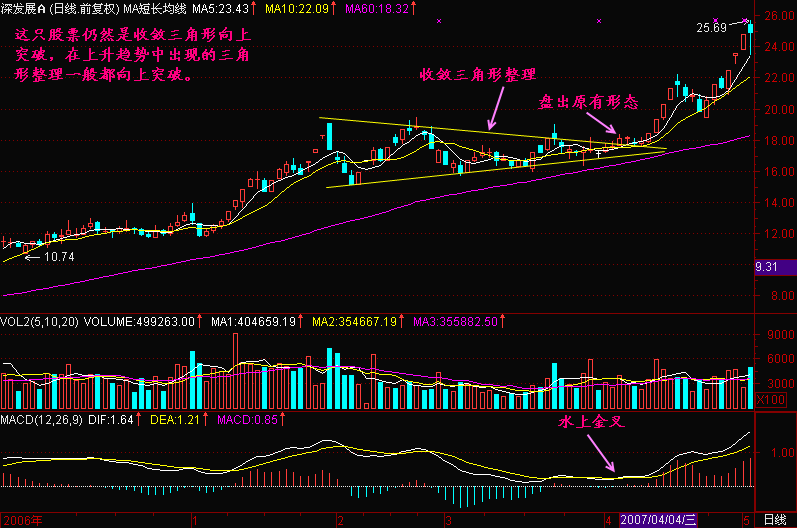 深发展A (日线.前复权) MA短长均线 MA5:23.43↑ MA10:22.09↑ MA60:18.32↑
25.69
26.00
这只股票仍然是收敛三角形向上
突破，在上升趋势中出现的三角
形整理一般都向上突破。
24.00
收敛三角形整理
22.00
盘出原有形态
20.00
18.00
16.00
14.00
12.00
10.74
9.31
8.00
VOL2(5,10,20) VOLUME:499263.00↑ MA1:404659.19↑ MA2:354667.19↑ MA3:355882.50↑
9000
6000
3000
X100
MACD(12,26,9) DIF:1.64↑ DEA:1.21↑ MACD:0.85↑
水上金叉
1.00
2006年 1 2 3 4 2007/04/04/三 5 日线